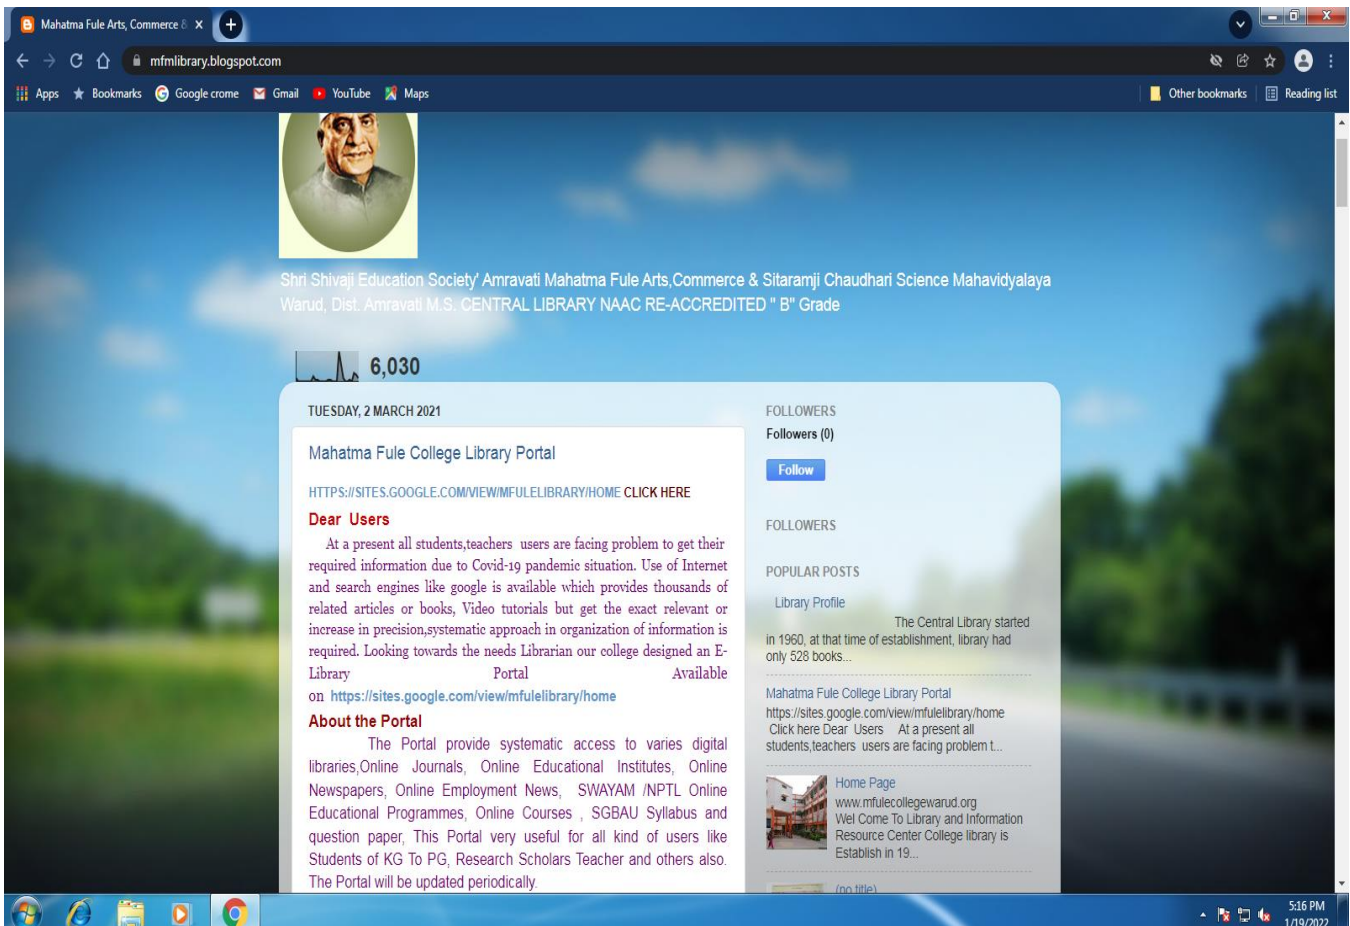 Mahatma Fule Arts, Commerce &
mfmlibrary.blogspot.com
Apps
Bookmarks
Google crome
Gmail
YouTube
Maps
Other bookmarks
Reading list
Shri Shivaji Education Society' Amravati Mahatma Fule Arts,Commerce & Sitaramji Chaudhari Science Mahavidyalaya
Warud, Dist. Amravati M.S. CENTRAL LIBRARY NAAC RE-ACCREDITED " B" Grade
6,030
TUESDAY, 2 MARCH 2021
Mahatma Fule College Library Portal
HTTPS://SITES.GOOGLE.COM/VIEW/MFULELIBRARY/HOME CLICK HERE
Dear Users
At a present all students,teachers users are facing problem to get their
required information due to Covid-19 pandemic situation. Use of Internet
and search engines like google is available which provides thousands of
related articles or books, Video tutorials but get the exact relevant or
increase in precision,systematic approach in organization of information is
required. Looking towards the needs Librarian our college designed an E-
Library Portal Available
on https://sites.google.com/view/mfulelibrary/home
About the Portal
The Portal provide systematic access to varies digital
libraries,Online Journals, Online Educational Institutes, Online
Newspapers, Online Employment News, SWAYAM /NPTL Online
Educational Programmes, Online Courses , SGBAU Syllabus and
question paper, This Portal very useful for all kind of users like
Students of KG To PG, Research Scholars Teacher and others also.
The Portal will be updated periodically.
FOLLOWERS
Followers (0)
Follow
FOLLOWERS
POPULAR POSTS
Library Profile
The Central Library started
in 1960, at that time of establishment, library had
only 528 books...
Mahatma Fule College Library Portal
https://sites.google.com/view/mfulelibrary/home
Click here Dear Users At a present all
students,teachers users are facing problem t...
Home Page
www.mfulecollegewarud.org
Wel Come To Library and Information
Resource Center College library is
Establish in 19...
(no title)
5:16 PM
1/19/2022